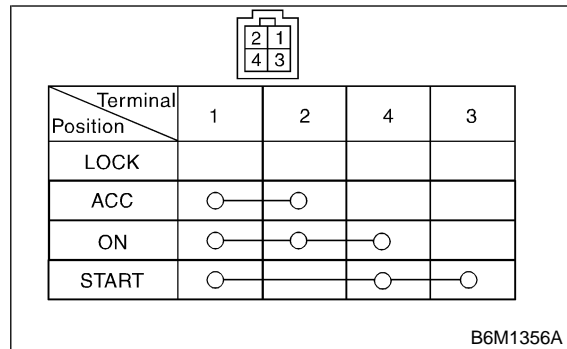 2 1
4 3
Terminal
Position
1 2 4 3
LOCK
ACC
ON
START
B6M1356A